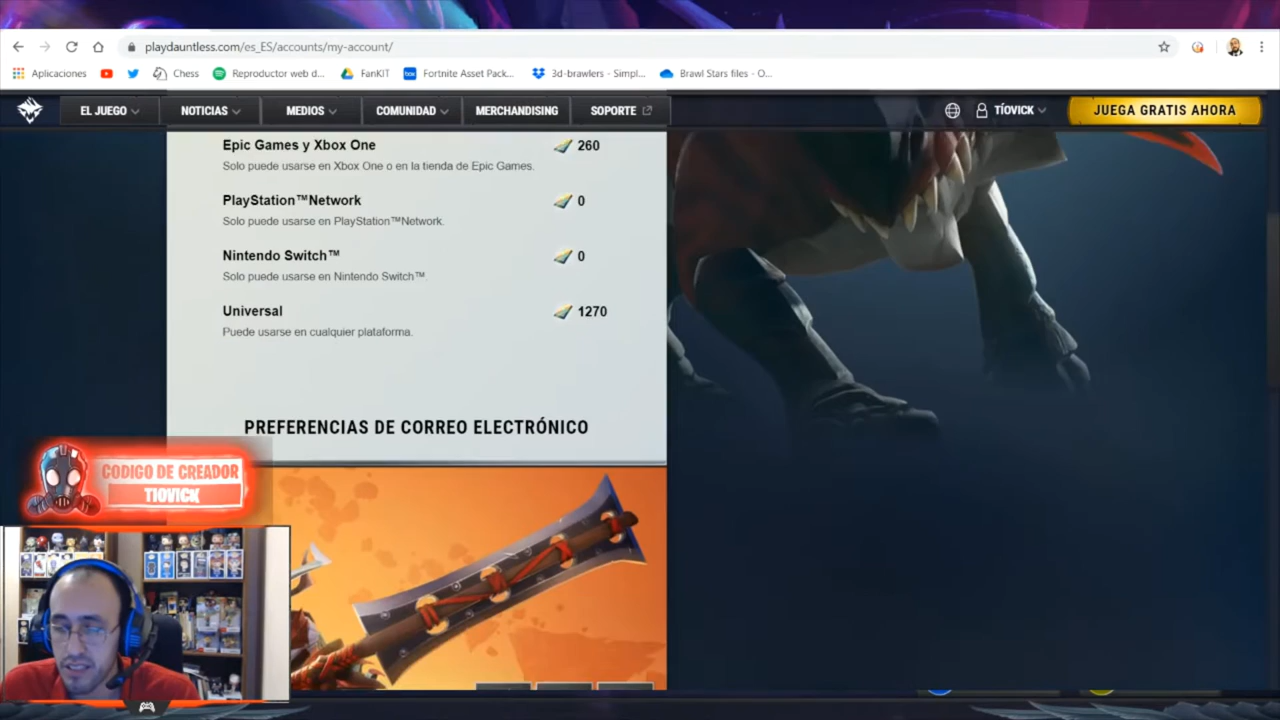 playdauntless.com/es_ES/accounts/my-account/
Aplicaciones Chess Reproductor web d... FanKIT box Fortnite Asset Pack... 3d-brawlers - Simpl... Brawl Stars files - O...
EL JUEGO NOTICIAS MEDIOS COMUNIDAD MERCHANDISING SOPORTE TÍOVICK JUEGA GRATIS AHORA
Epic Games y Xbox One 260
Solo puede usarse en Xbox One o en la tienda de Epic Games.
PlayStation™Network 0
Solo puede usarse en PlayStation™Network.
Nintendo Switch™ 0
Solo puede usarse en Nintendo Switch™.
Universal 1270
Puede usarse en cualquier plataforma.
PREFERENCIAS DE CORREO ELECTRÓNICO
CODIGO DE CREADOR
TIOVICK